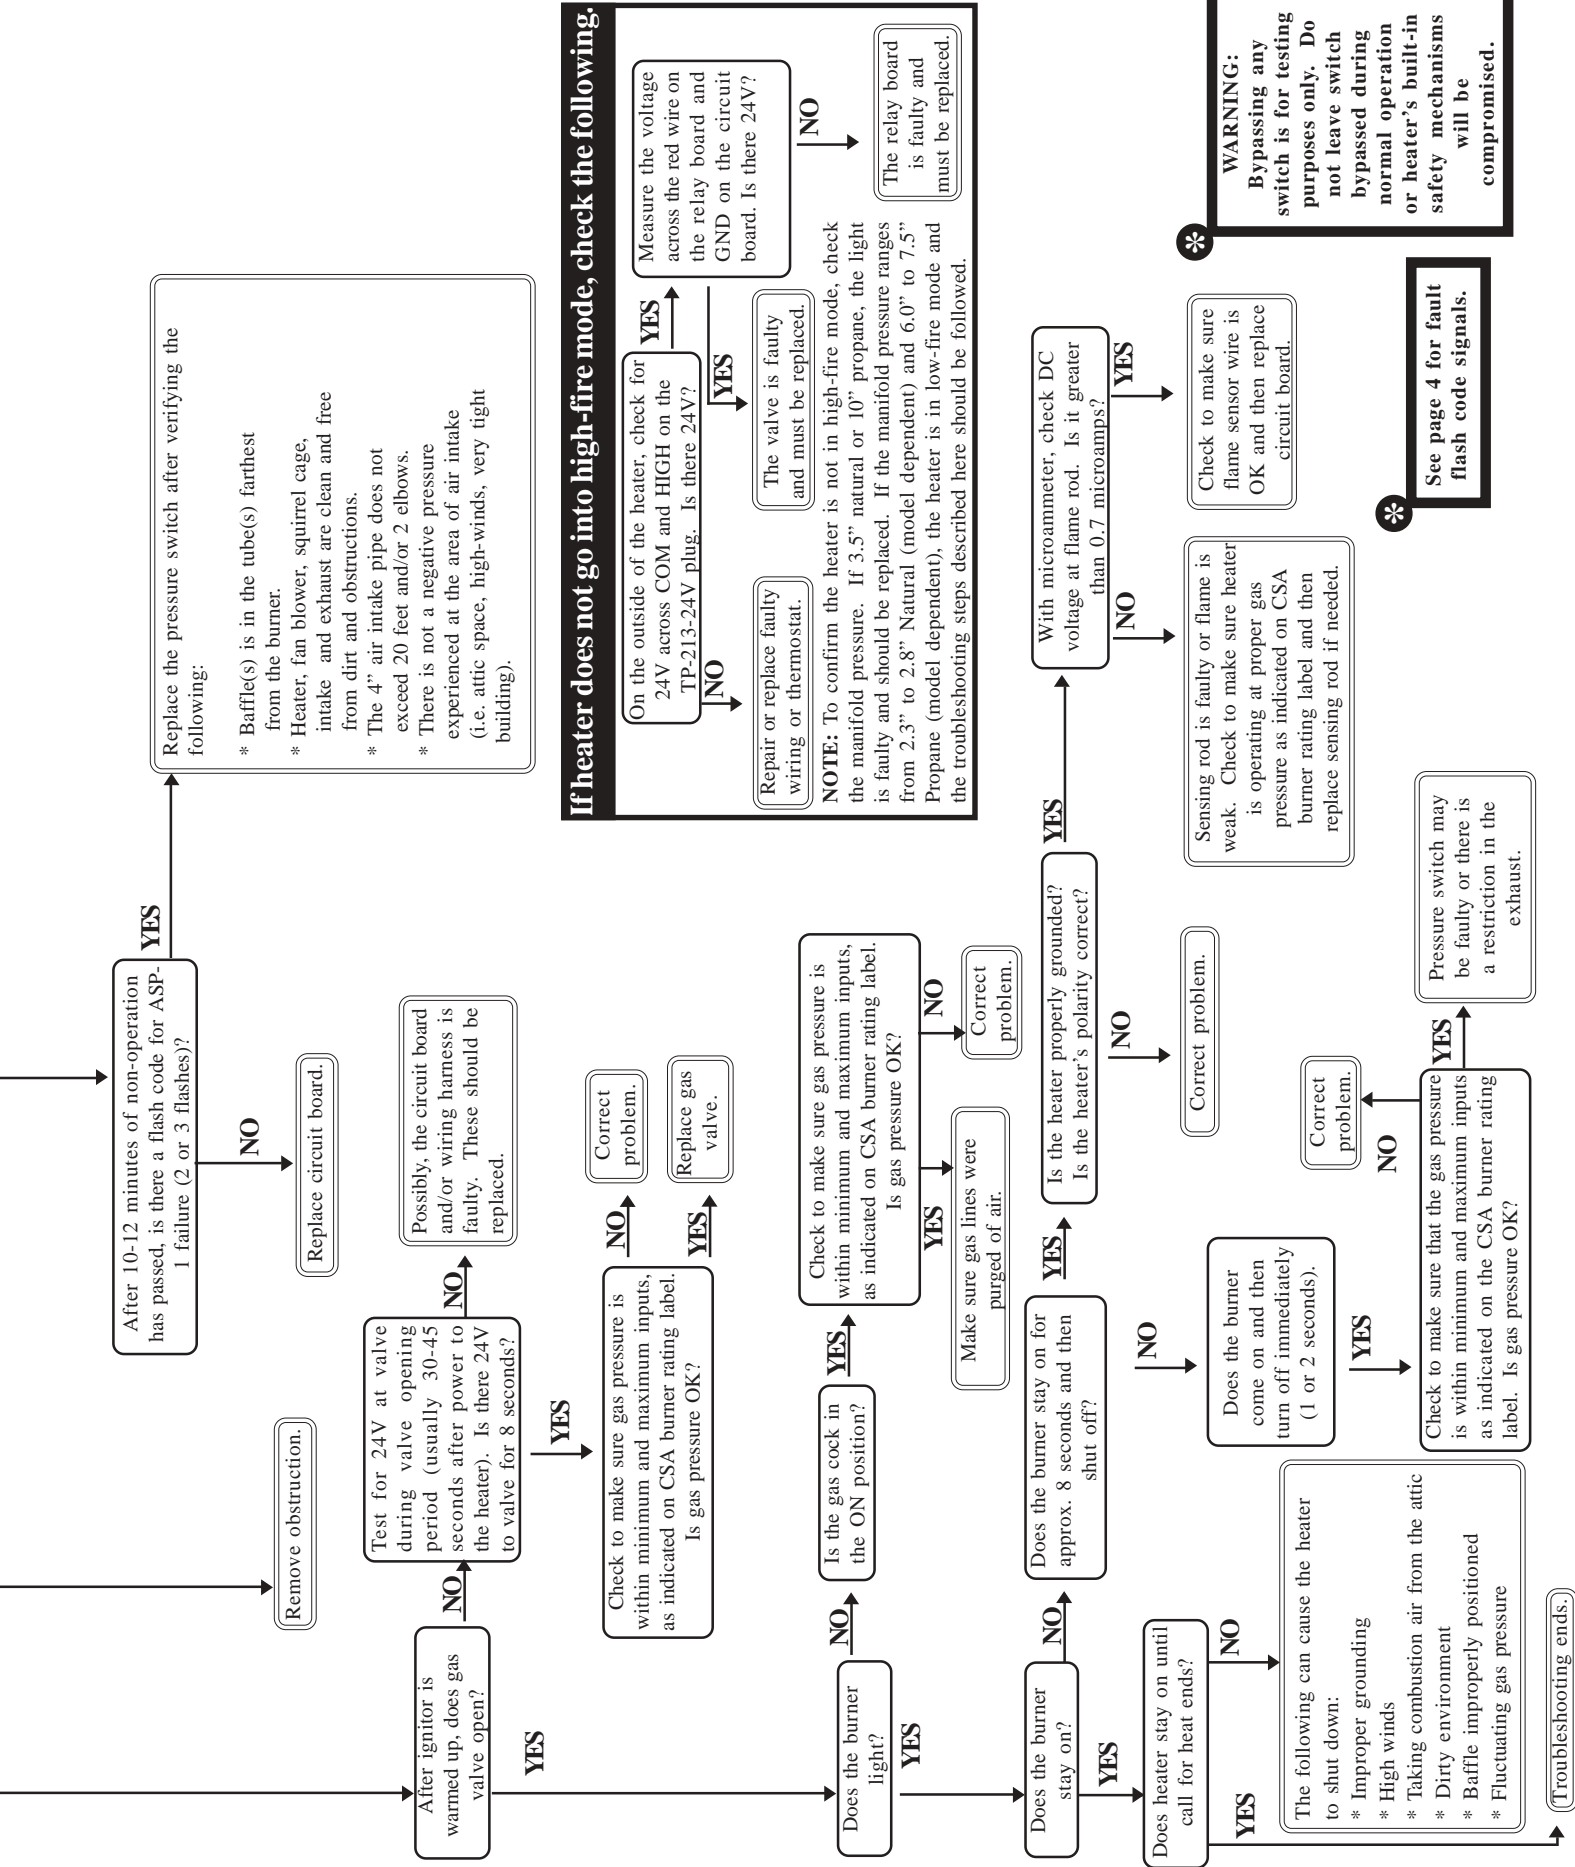 After 10-12 minutes of non-operation
has passed, is there a flash code for ASP-
1 failure (2 or 3 flashes)?
YES
NO
Replace circuit board.
Replace the pressure switch after verifying the
following:
* Baffle(s) is in the tube(s) farthest
from the burner.
* Heater, fan blower, squirrel cage,
intake and exhaust are clean and free
from dirt and obstructions.
* The 4” air intake pipe does not
exceed 20 feet and/or 2 elbows.
* There is not a negative pressure
experienced at the area of air intake
(i.e. attic space, high-winds, very tight
building).
Remove obstruction.
After ignitor is
warmed up, does gas
valve open?
NO
YES
Test for 24V at valve
during valve opening
period (usually 30-45
seconds after power to
the heater). Is there 24V
to valve for 8 seconds?
NO
YES
Possibly, the circuit board
and/or wiring harness is
faulty. These should be
replaced.
Check to make sure gas pressure is
within minimum and maximum inputs,
as indicated on CSA burner rating label.
Is gas pressure OK?
NO
YES
Correct
problem.
Replace gas
valve.
If heater does not go into high-fire mode, check the following.
On the outside of the heater, check for
24V across COM and HIGH on the
TP-213-24V plug. Is there 24V?
YES
NO
Measure the voltage
across the red wire on
the relay board and
GND on the circuit
board. Is there 24V?
YES
NO
Repair or replace faulty
wiring or thermostat.
The valve is faulty
and must be replaced.
The relay board
is faulty and
must be replaced.
NOTE: To confirm the heater is not in high-fire mode, check
the manifold pressure. If 3.5” natural or 10” propane, the light
is faulty and should be replaced. If the manifold pressure ranges
from 2.3” to 2.8” Natural (model dependent) and 6.0” to 7.5”
Propane (model dependent), the heater is in low-fire mode and
the troubleshooting steps described here should be followed.
Does the burner
light?
NO
YES
Is the gas cock in
the ON position?
YES
Check to make sure gas pressure is
within minimum and maximum inputs,
as indicated on CSA burner rating label.
Is gas pressure OK?
YES
NO
Make sure gas lines were
purged of air.
Correct
problem.
Does the burner
stay on?
NO
YES
Does the burner stay on for
approx. 8 seconds and then
shut off?
YES
NO
Is the heater properly grounded?
Is the heater’s polarity correct?
YES
NO
Correct problem.
With microammeter, check DC
voltage at flame rod. Is it greater
than 0.7 microamps?
NO
YES
Sensing rod is faulty or flame is
weak. Check to make sure heater
is operating at proper gas
pressure as indicated on CSA
burner rating label and then
replace sensing rod if needed.
Check to make sure
flame sensor wire is
OK and then replace
circuit board.
Does the burner
come on and then
turn off immediately
(1 or 2 seconds).
YES
Check to make sure that the gas pressure
is within minimum and maximum inputs
as indicated on the CSA burner rating
label. Is gas pressure OK?
NO
YES
Correct
problem.
Pressure switch may
be faulty or there is
a restriction in the
exhaust.
Does heater stay on until
call for heat ends?
YES
NO
The following can cause the heater
to shut down:
* Improper grounding
* High winds
* Taking combustion air from the attic
* Dirty environment
* Baffle improperly positioned
* Fluctuating gas pressure
Troubleshooting ends.
*
See page 4 for fault
flash code signals.
*
WARNING:
Bypassing any
switch is for testing
purposes only. Do
not leave switch
bypassed during
normal operation
or heater’s built-in
safety mechanisms
will be
compromised.